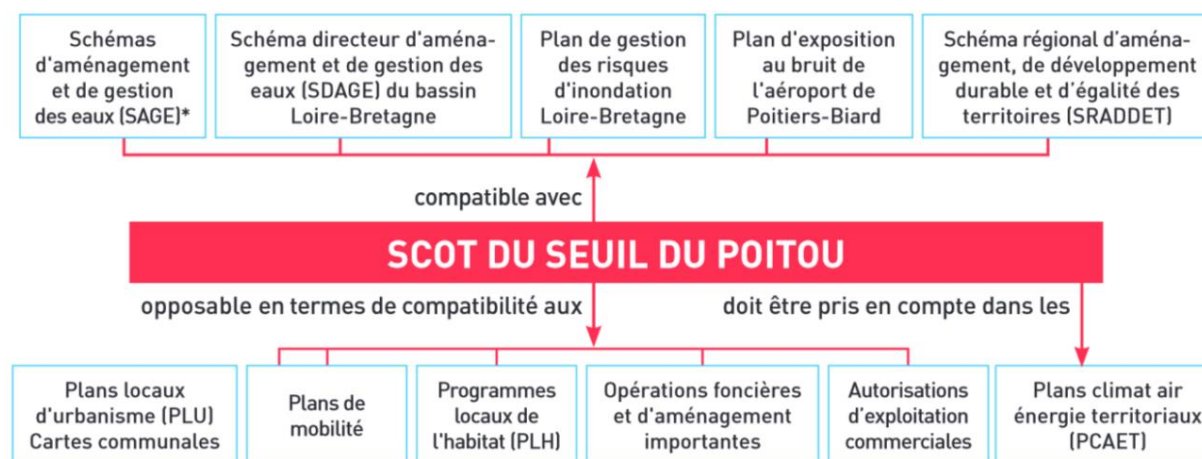 Schémas
d'aménagement
et de gestion
des eaux (SAGE)*
Schéma directeur d'aména-
gement et de gestion des
eaux (SDAGE) du bassin
Loire-Bretagne
Plan de gestion
des risques
d'inondation
Loire-Bretagne
Plan d'exposition
au bruit de
l'aéroport de
Poitiers-Biard
Schéma régional d'aména-
gement, de développement
durable et d'égalité des
territoires (SRADDET)
compatible avec
SCOT DU SEUIL DU POITOU
opposable en termes de compatibilité aux
doit être pris en compte dans les
Plans locaux
d'urbanisme (PLU)
Cartes communales
Plans de
mobilité
Programmes
locaux de
l'habitat (PLH)
Opérations foncières
et d'aménagement
importantes
Autorisations
d'exploitation
commerciales
Plans climat air
énergie territoriaux
(PCAET)